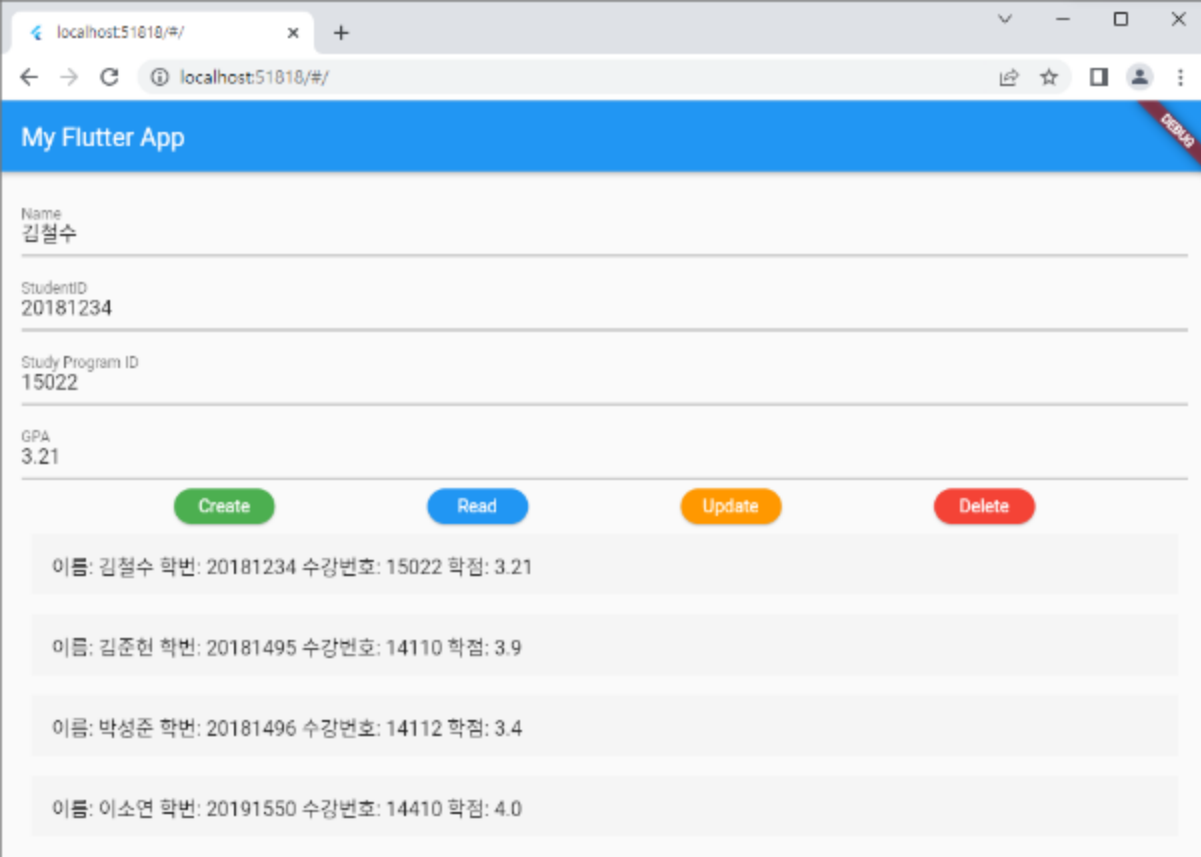 localhost:51818/#/
localhost:51818/#/
My Flutter App
DEBUG
Name
김철수
StudentID
20181234
Study Program ID
15022
GPA
3.21
Create Read Update Delete
이름: 김철수 학번: 20181234 수강번호: 15022 학점: 3.21
이름: 김준현 학번: 20181495 수강번호: 14110 학점: 3.9
이름: 박성준 학번: 20181496 수강번호: 14112 학점: 3.4
이름: 이소연 학번: 20191550 수강번호: 14410 학점: 4.0